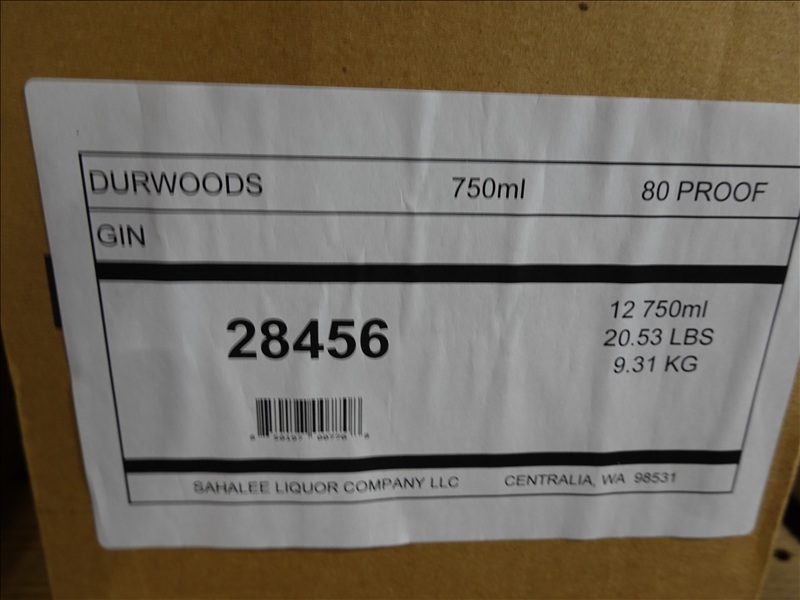 DURWOODS 750ml 80 PROOF
GIN
28456
12 750ml
20.53 LBS
9.31 KG
SAHALEE LIQUOR COMPANY LLC CENTRALIA, WA 98531